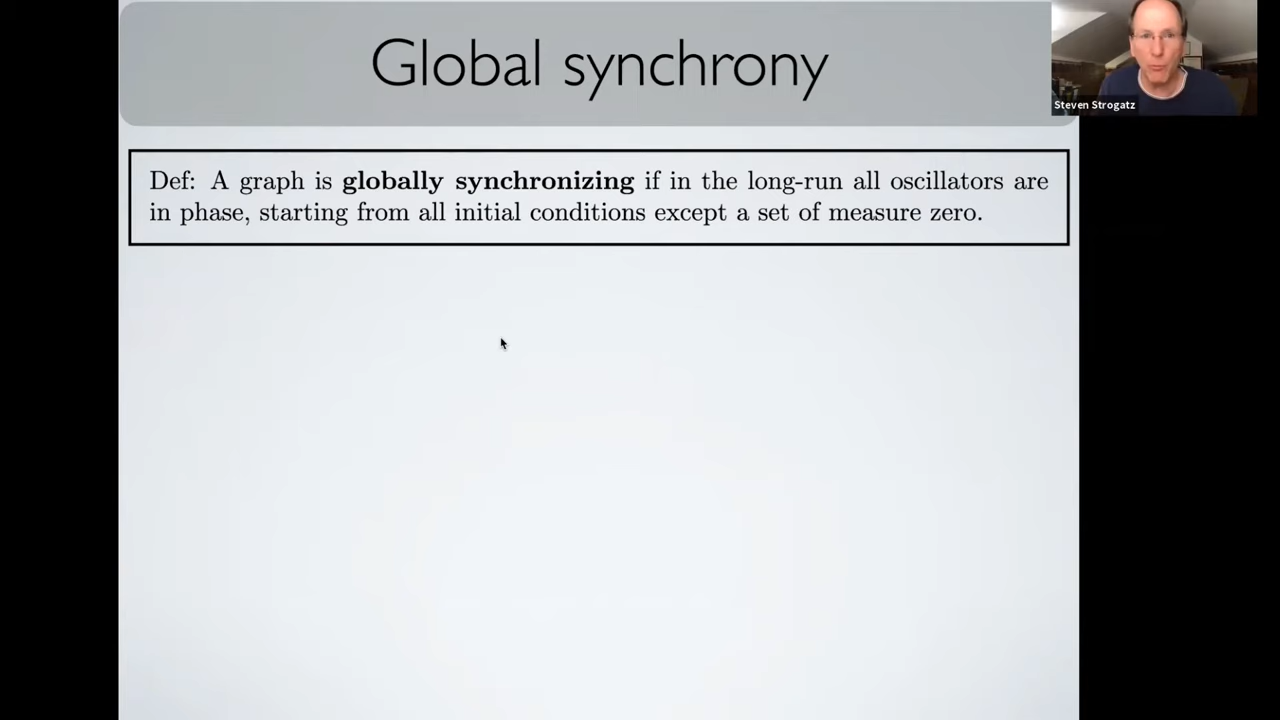 Global synchrony
Steven Strogatz
Def: A graph is globally synchronizing if in the long-run all oscillators are
in phase, starting from all initial conditions except a set of measure zero.